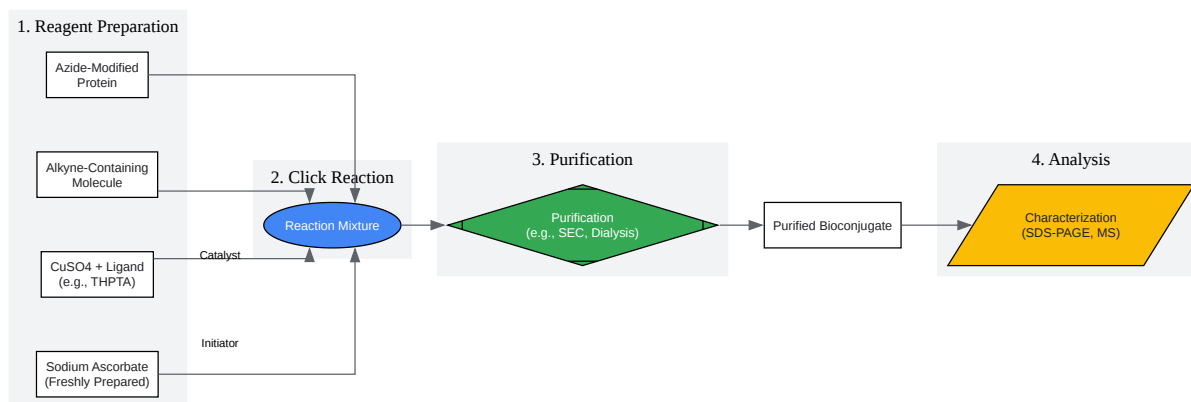 1. Reagent Preparation
Azide-Modified
Protein
Alkyne-Containing
Molecule
CuSO4 + Ligand
(e.g., THPTA)
Sodium Ascorbate
(Freshly Prepared)
Catalyst
Initiator
2. Click Reaction
Reaction Mixture
3. Purification
Purification
(e.g., SEC, Dialysis)
Purified Bioconjugate
4. Analysis
Characterization
(SDS-PAGE, MS)